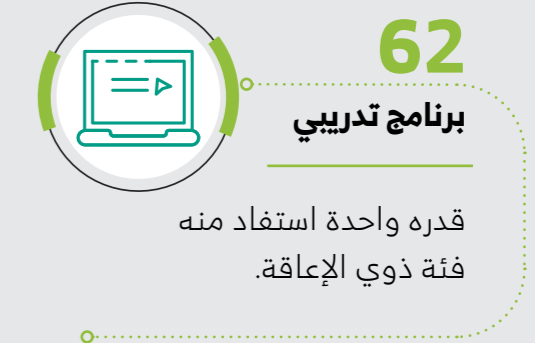 62
برنامج تدريبي
قدره واحدة استفاد منه
فئة ذوي الإعاقة.